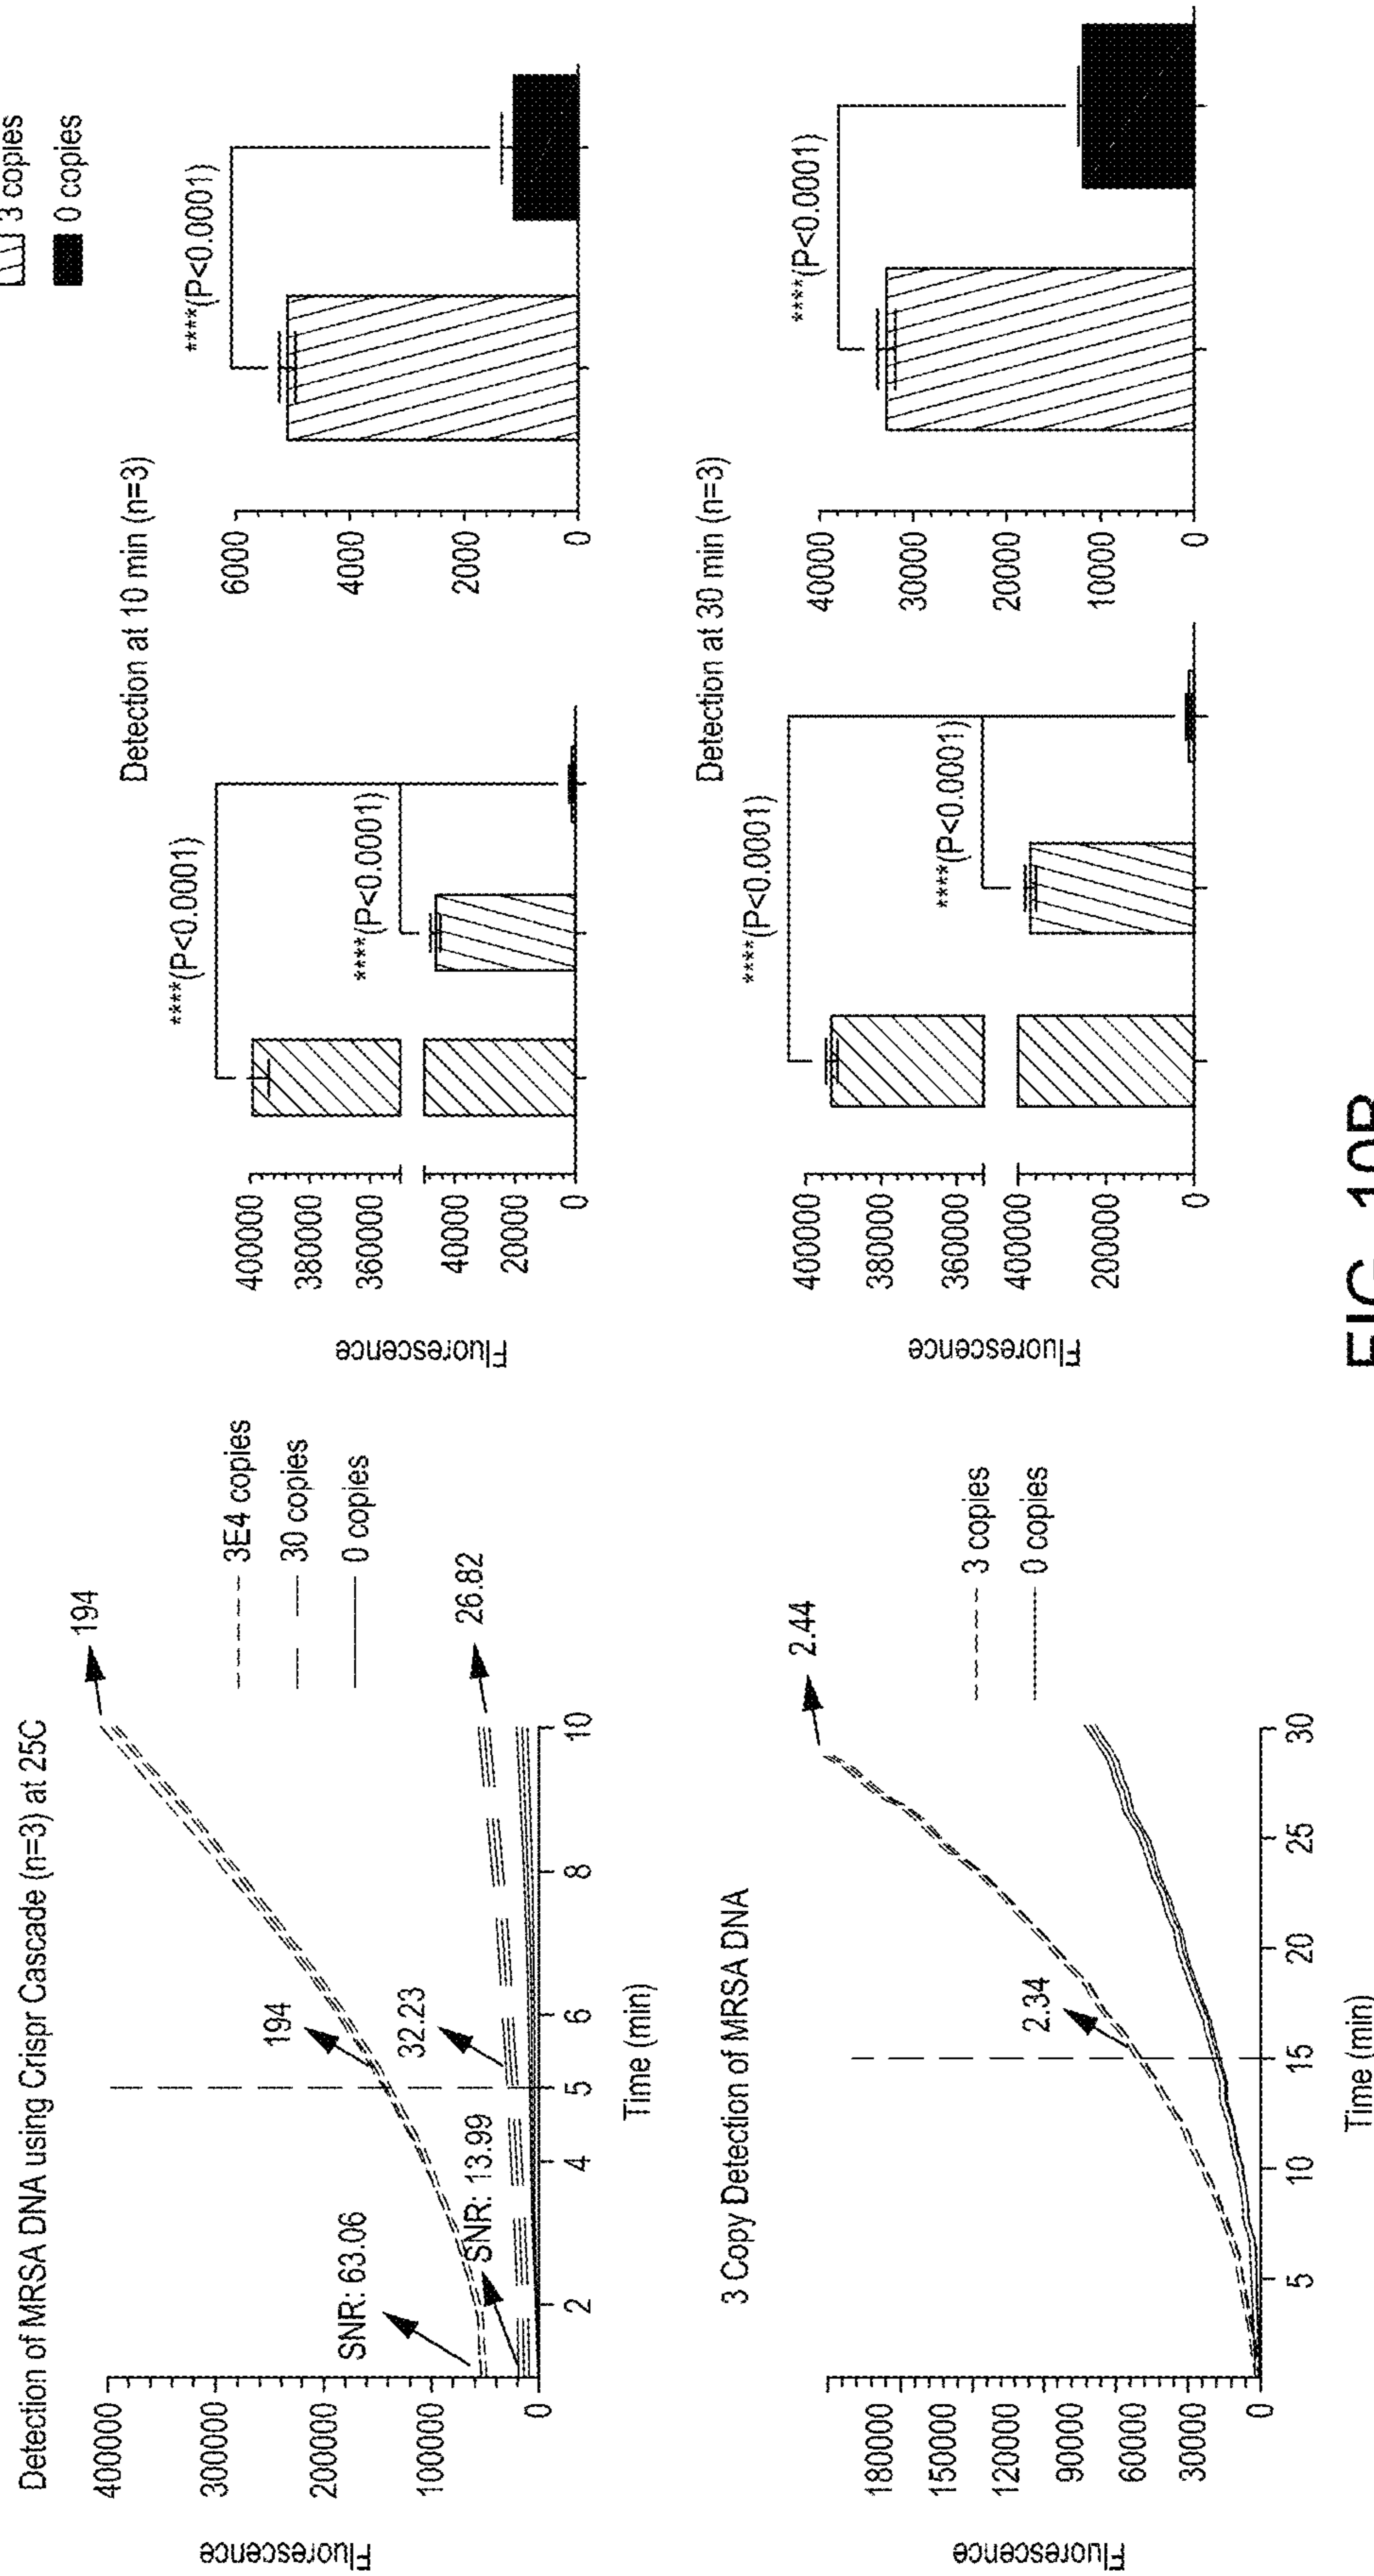 3 copies
0 copies
Detection of MRSA DNA using Crispr Cascade (n=3) at 25C
Fluorescence
400000
300000
200000
100000
0
2
4
5
6
8
10
Time (min)
SNR: 63.06
SNR: 13.99
194
32.23
194
26.82
3E4 copies
30 copies
0 copies
Detection at 10 min (n=3)
Fluorescence
400000
380000
360000
40000
20000
0
****(P<0.0001)
****(P<0.0001)
6000
4000
2000
0
****(P<0.0001)
3 Copy Detection of MRSA DNA
Fluorescence
180000
150000
120000
90000
600000
30000
0
5
10
15
20
25
30
Time (min)
2.34
2.44
3 copies
0 copies
Detection at 30 min (n=3)
Fluorescence
400000
380000
360000
400000
200000
0
****(P<0.0001)
****(P<0.0001)
40000
30000
20000
10000
0
****(P<0.0001)
FIG. 10B